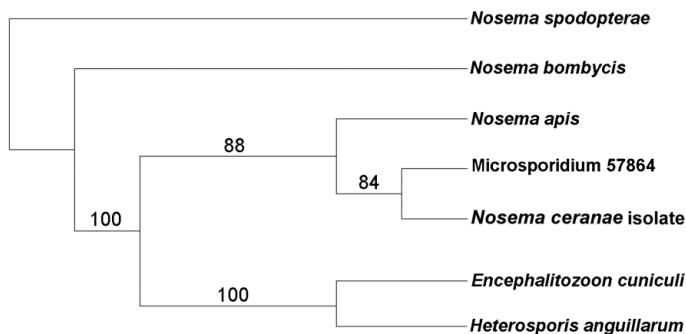 Nosema spodopterae
Nosema bombycis
Nosema apis
88
Microsporidium 57864
84
100
Nosema ceranae isolate
Encephalitozoon cuniculi
100
Heterosporis anguillarum